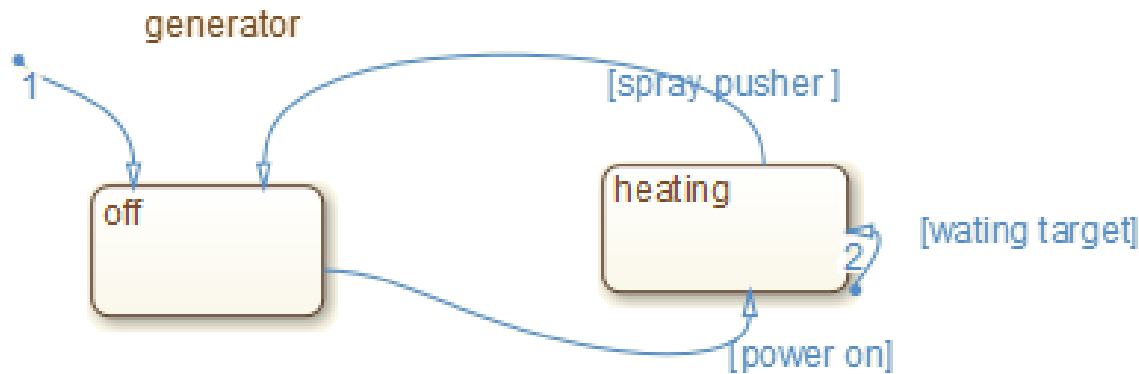 generator
1
[spray pusher ]
off
heating
[wating target]
2
[power on]